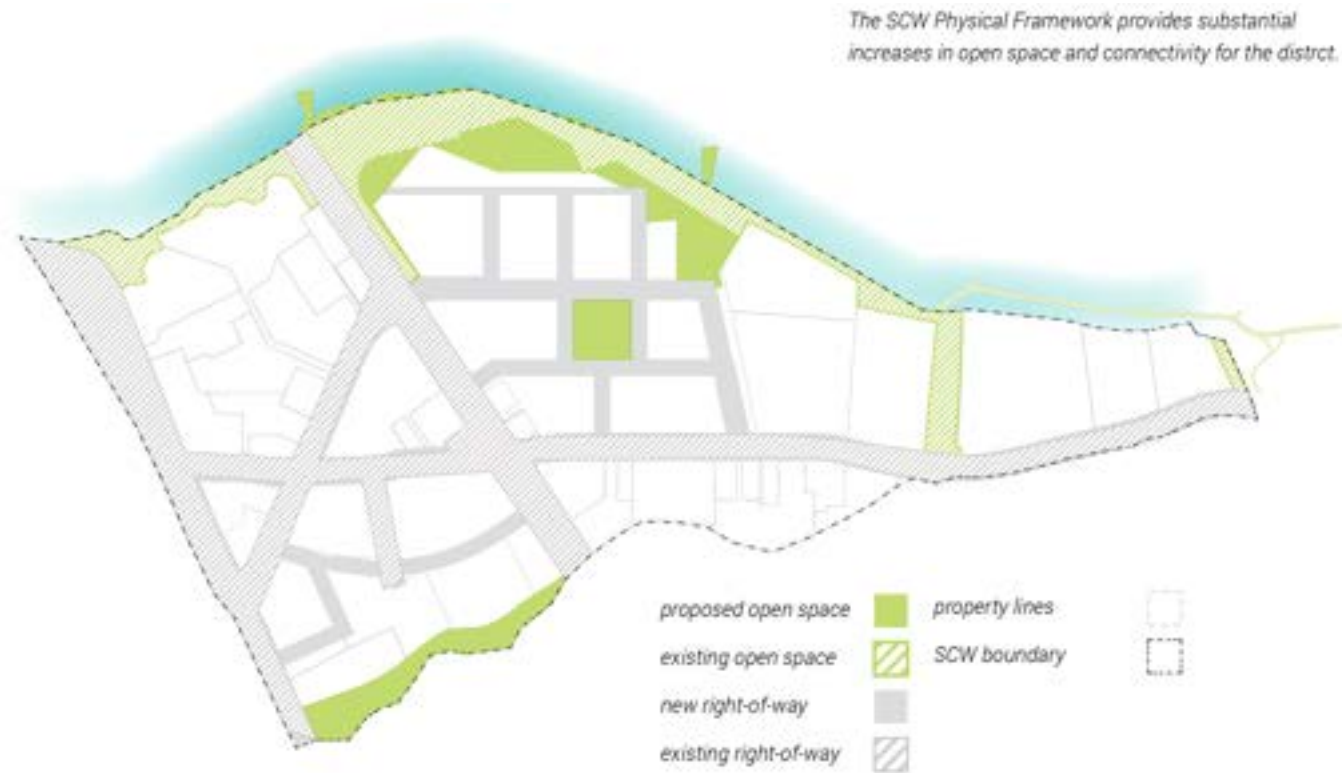 The SCW Physical Framework provides substantial
increases in open space and connectivity for the distrct.
proposed open space
existing open space
new right-of-way
existing right-of-way
property lines
SCW boundary